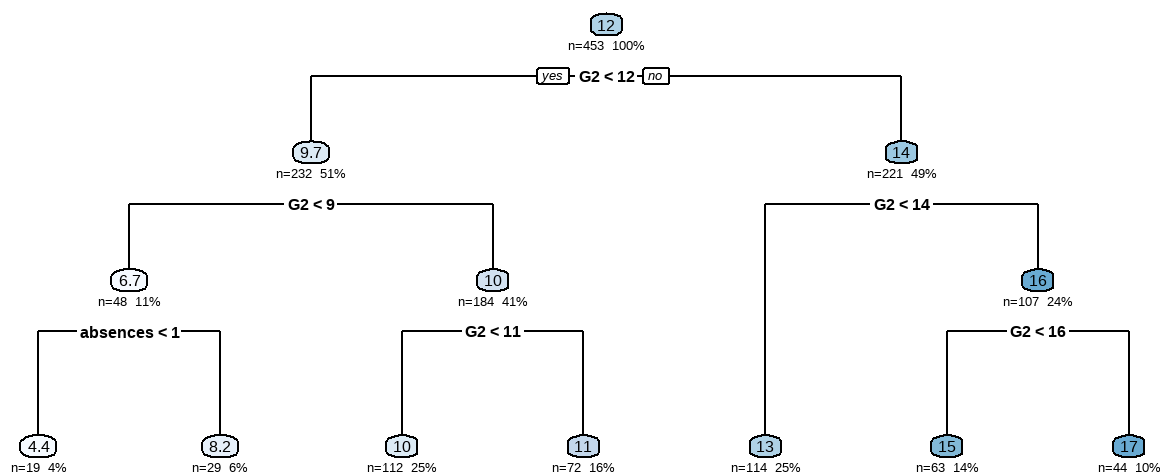 12
n=453 100%
yes G2 < 12 no
9.7
n=232 51%
14
n=221 49%
G2 < 9
G2 < 14
6.7
n=48 11%
10
n=184 41%
16
n=107 24%
absences < 1
G2 < 11
G2 < 16
4.4
n=19 4%
8.2
n=29 6%
10
n=112 25%
11
n=72 16%
13
n=114 25%
15
n=63 14%
17
n=44 10%